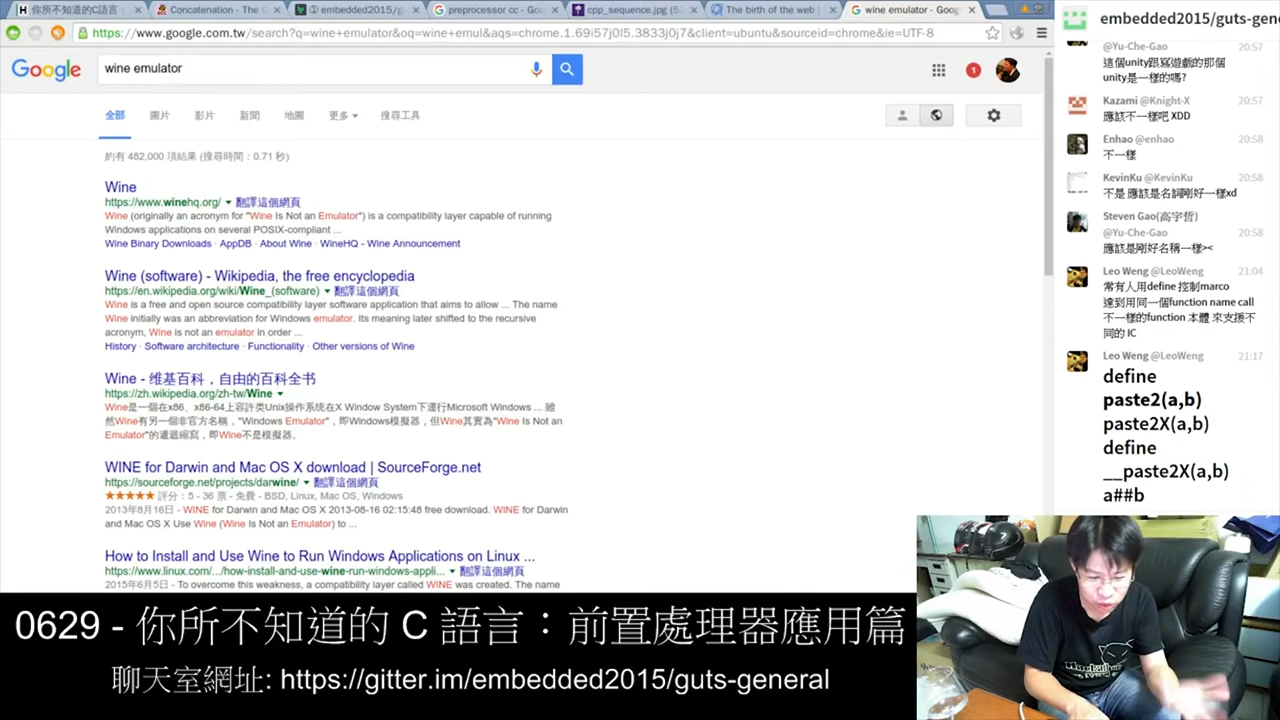 你所不知道的C語言：
Concatenation - The C
① embedded2015/gu
preprocessor cc - Goo
cpp_sequence.jpg (52
The birth of the web |
wine emulator - Googl
https://www.google.com.tw/search?q=wine+emulator&oq=wine+emul&aqs=chrome.1.69i57j0l5.3833j0j7&client=ubuntu&sourceid=chrome&ie=UTF-8
Google
wine emulator
1
全部 圖片 影片 新聞 地圖 更多 搜尋工具
約有 482,000 項結果 (搜尋時間：0.71 秒)
Wine
https://www.winehq.org/ 翻譯這個網頁
Wine (originally an acronym for "Wine Is Not an Emulator") is a compatibility layer capable of running
Windows applications on several POSIX-compliant ...
Wine Binary Downloads · AppDB · About Wine · WineHQ - Wine Announcement
Wine (software) - Wikipedia, the free encyclopedia
https://en.wikipedia.org/wiki/Wine_(software) 翻譯這個網頁
Wine is a free and open source compatibility layer software application that aims to allow ... The name
Wine initially was an abbreviation for Windows emulator. Its meaning later shifted to the recursive
acronym, Wine is not an emulator in order ...
History · Software architecture · Functionality · Other versions of Wine
Wine - 维基百科，自由的百科全书
https://zh.wikipedia.org/zh-tw/Wine
Wine是一個在x86、x86-64上容許类Unix操作系统在X Window System下運行Microsoft Windows ... 雖
然Wine有另一個非官方名稱，"Windows Emulator"，即Windows模擬器，但Wine其實為"Wine Is Not an
Emulator"的遞迴縮寫，即Wine不是模擬器。
WINE for Darwin and Mac OS X download | SourceForge.net
https://sourceforge.net/projects/darwine/ 翻譯這個網頁
★★★★★ 評分：5 - 36 票 - 免費 - BSD, Linux, Mac OS, Windows
2013年8月16日 - WINE for Darwin and Mac OS X 2013-08-16 02:15:48 free download. WINE for Darwin
and Mac OS X Use Wine (Wine Is Not an Emulator) to ...
How to Install and Use Wine to Run Windows Applications on Linux ...
https://www.linux.com/.../how-install-and-use-wine-run-windows-appli... 翻譯這個網頁
2015年6月5日 - To overcome this weakness, a compatibility layer called WINE was created. The name
embedded2015/guts-gene
@Yu-Che-Gao 20:57
這個unity跟寫遊戲的那個
unity是一樣的嗎?
Kazami @Knight-X 20:57
應該不一樣吧 XDD
Enhao @enhao 20:58
不一樣
KevinKu @KevinKu 20:58
不是 應該是名詞剛好一樣xd
Steven Gao(高宇哲)
@Yu-Che-Gao 20:58
應該是剛好名稱一樣><
Leo Weng @LeoWeng 21:04
常有人用define 控制marco
達到用同一個function name call
不一樣的function 本體 來支援不
同的 IC
Leo Weng @LeoWeng 21:17
define
paste2(a,b)
paste2X(a,b)
define
__paste2X(a,b)
a##b
0629 - 你所不知道的 C 語言：前置處理器應用篇
聊天室網址: https://gitter.im/embedded2015/guts-general